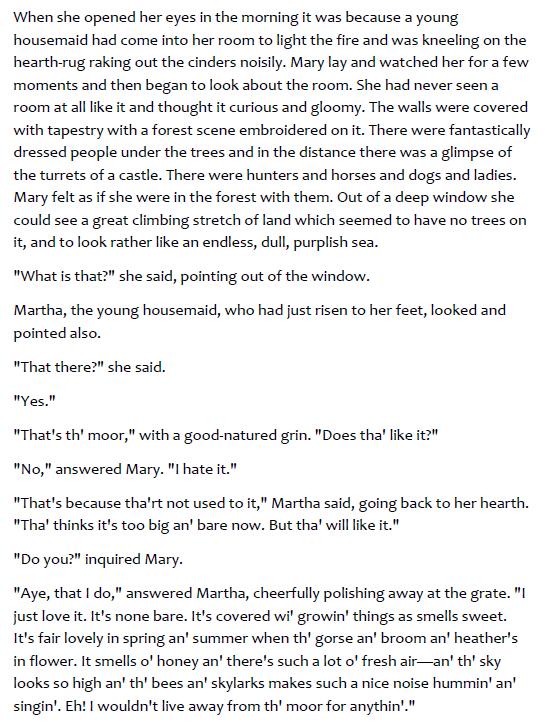 When she opened her eyes in the morning it was because a young
housemaid had come into her room to light the fire and was kneeling on the
hearth-rug raking out the cinders noisily. Mary lay and watched her for a few
moments and then began to look about the room. She had never seen a
room at all like it and thought it curious and gloomy. The walls were covered
with tapestry with a forest scene embroidered on it. There were fantastically
dressed people under the trees and in the distance there was a glimpse of
the turrets of a castle. There were hunters and horses and dogs and ladies.
Mary felt as if she were in the forest with them. Out of a deep window she
could see a great climbing stretch of land which seemed to have no trees on
it, and to look rather like an endless, dull, purplish sea.
"What is that?" she said, pointing out of the window.
Martha, the young housemaid, who had just risen to her feet, looked and
pointed also.
"That there?" she said.
"Yes."
"That's th' moor," with a good-natured grin. "Does tha' like it?"
"No," answered Mary. "I hate it."
"That's because tha'rt not used to it," Martha said, going back to her hearth.
"Tha' thinks it's too big an' bare now. But tha' will like it."
"Do you?" inquired Mary.
"Aye, that I do," answered Martha, cheerfully polishing away at the grate. "I
just love it. It's none bare. It's covered wi' growin' things as smells sweet.
It's fair lovely in spring an' summer when th' gorse an' broom an' heather's
in flower. It smells o' honey an' there's such a lot o' fresh air—an' th' sky
looks so high an' th' bees an' skylarks makes such a nice noise hummin' an'
singin'. Eh! I wouldn't live away from th' moor for anythin'."